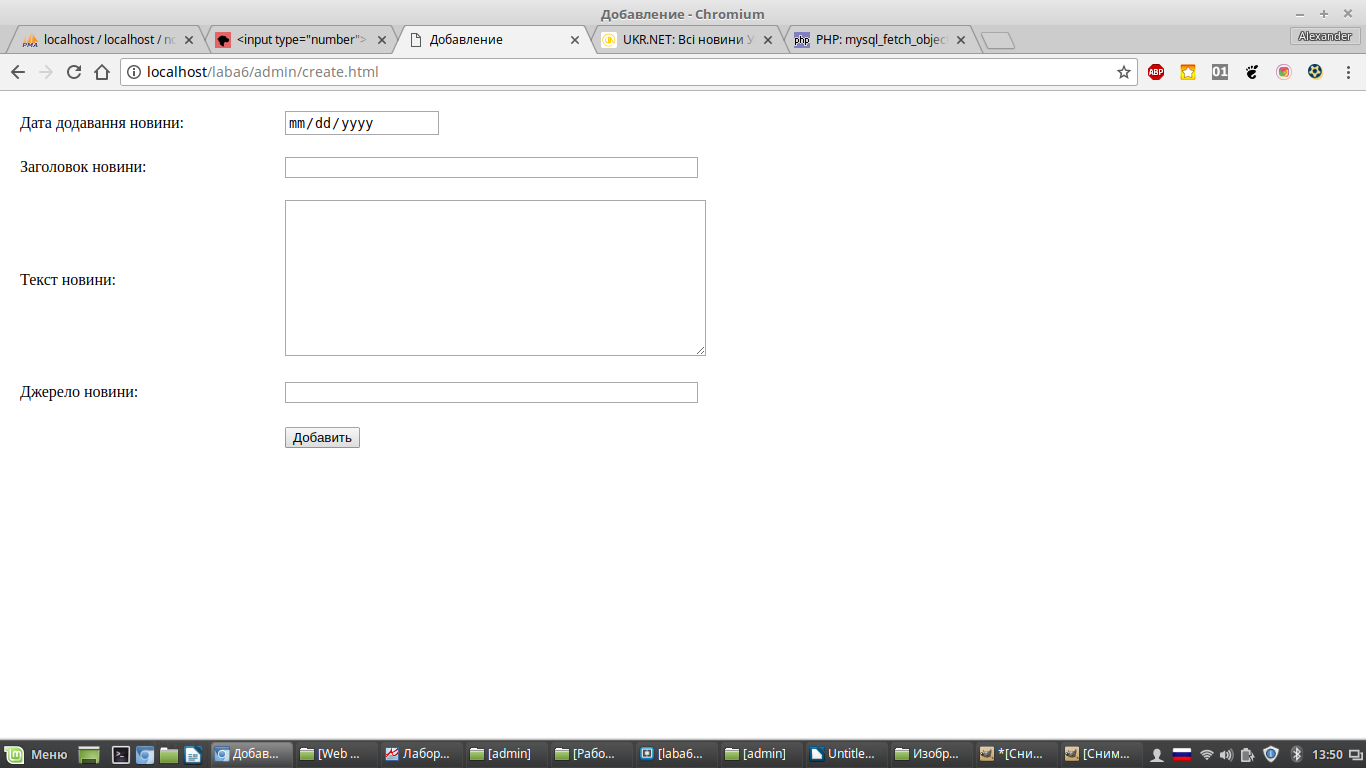 Добавление - Chromium
localhost / localhost / no
<input type="number">
Добавление
UKR.NET: Всі новини У
PHP: mysql_fetch_objec
Alexander
localhost/laba6/admin/create.html
ABP
01
Дата додавання новини:
mm/dd/yyyy
Заголовок новини:
Текст новини:
Джерело новини:
Добавить
Меню
Добав...
[Web ...
Лабор...
[admin]
[Рабо...
[laba6...
[admin]
Untitle...
Изобр...
*[Сни...
[Сним...
13:50